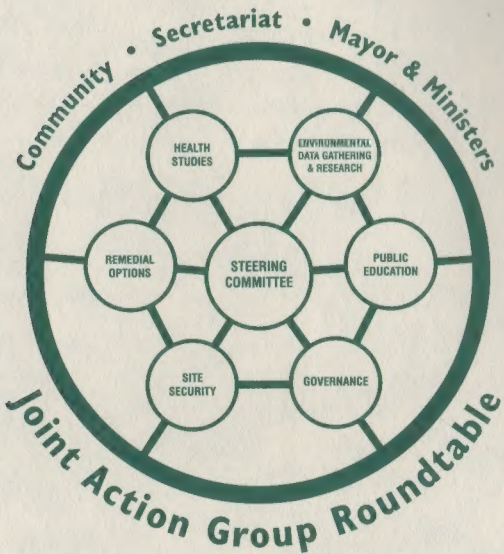 Community • Secretariat • Mayor & Ministers
HEALTH
STUDIES
ENVIRONMENTAL
DATA GATHERING
& RESEARCH
REMEDIAL
OPTIONS
STEERING
COMMITTEE
PUBLIC
EDUCATION
SITE
SECURITY
GOVERNANCE
Joint Action Group Roundtable